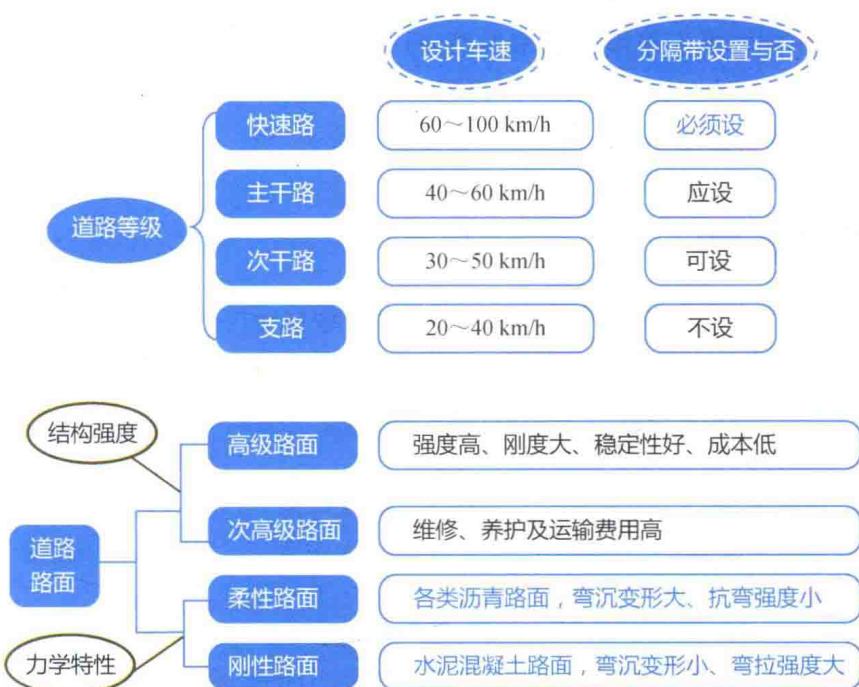 设计车速 分隔带设置与否
快速路 60～100 km/h 必须设
主干路 40～60 km/h 应设
道路等级
次干路 30～50 km/h 可设
支路 20～40 km/h 不设
结构强度
高级路面 强度高、刚度大、稳定性好、成本低
次高级路面 维修、养护及运输费用高
道路
路面
柔性路面 各类沥青路面，弯沉变形大、抗弯强度小
力学特性
刚性路面 水泥混凝土路面，弯沉变形小、弯拉强度大